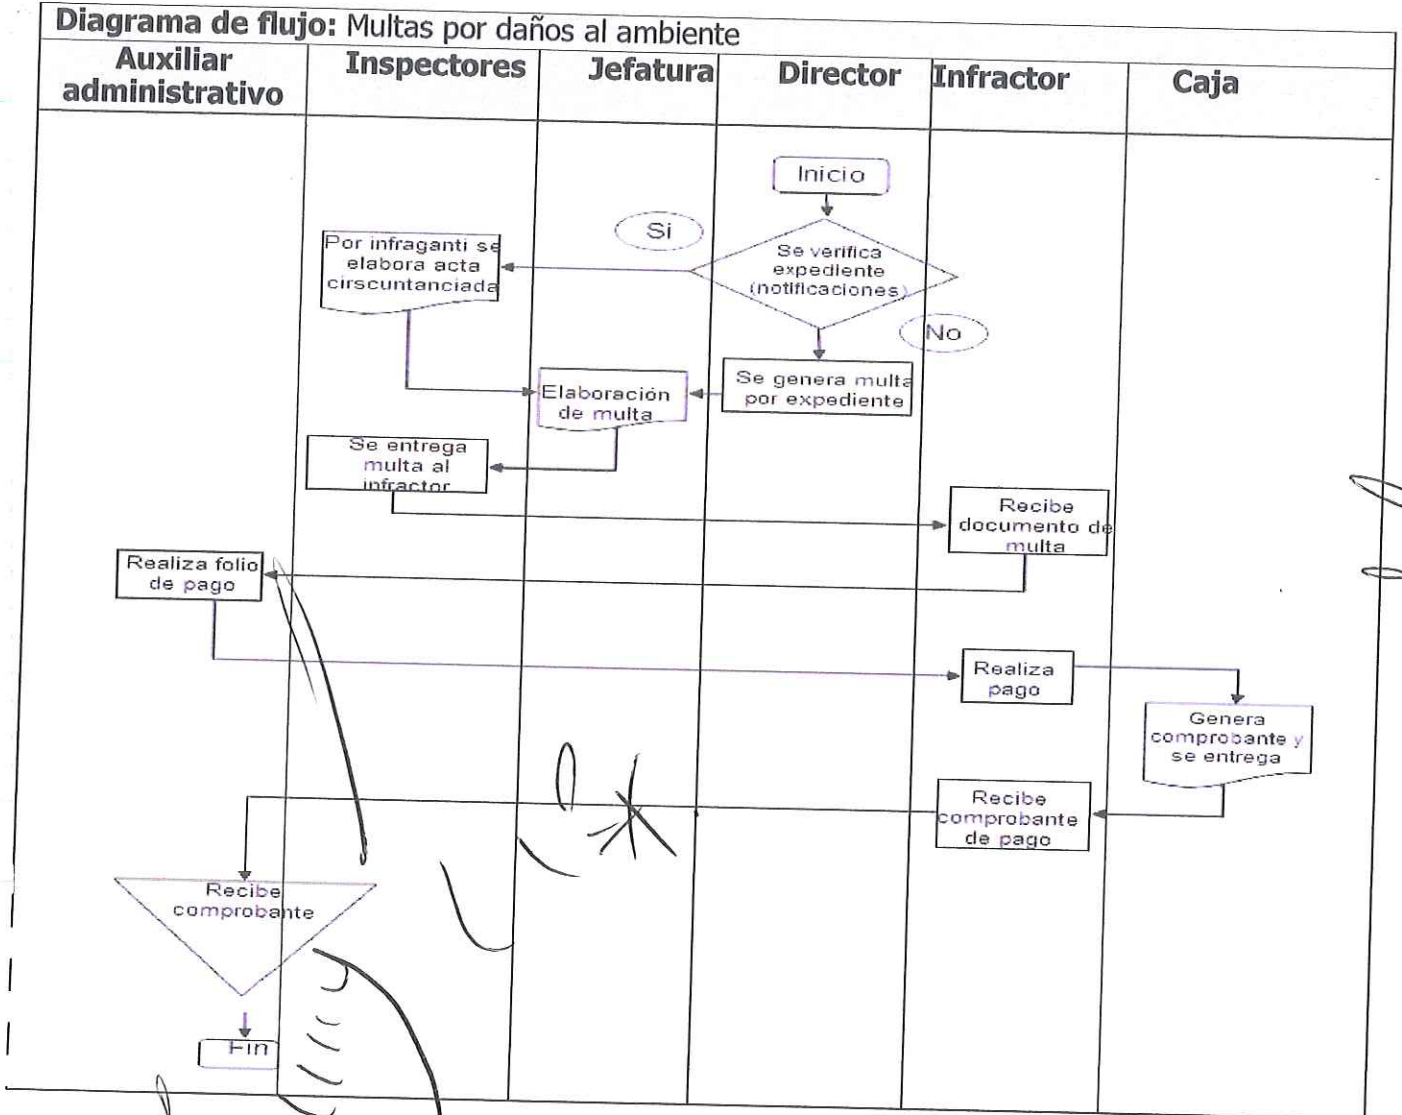 Diagrama de flujo: Multas por daños al ambiente
Auxiliar
administrativo
Inspectores
Jefatura
Director
Infractor
Caja
Inicio
Si
Se verifica
expediente
(notificaciones)
Por infraganti se
elabora acta
cirscuntanciada
No
Se genera multa
por expediente
Elaboración
de multa
Se entrega
multa al
infractor
Recibe
documento de
multa
Realiza folio
de pago
Realiza
pago
Genera
comprobante y
se entrega
Recibe
comprobante
de pago
Recibe
comprobante
Fin